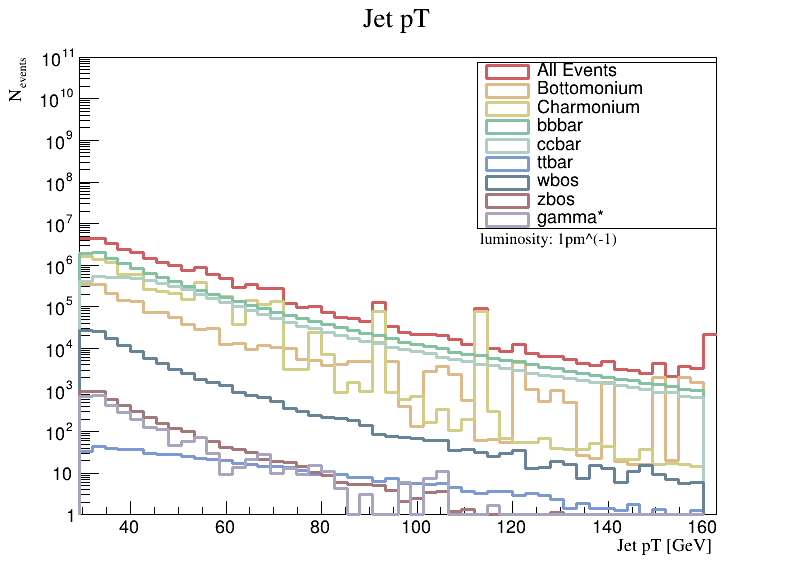 Jet pT
N_events
10^11
10^10
10^9
10^8
10^7
10^6
10^5
10^4
10^3
10^2
10
1
All Events
Bottomonium
Charmonium
bbbar
ccbar
ttbar
wbos
zbos
gamma*
luminosity: 1pm^(-1)
40 60 80 100 120 140 160
Jet pT [GeV]